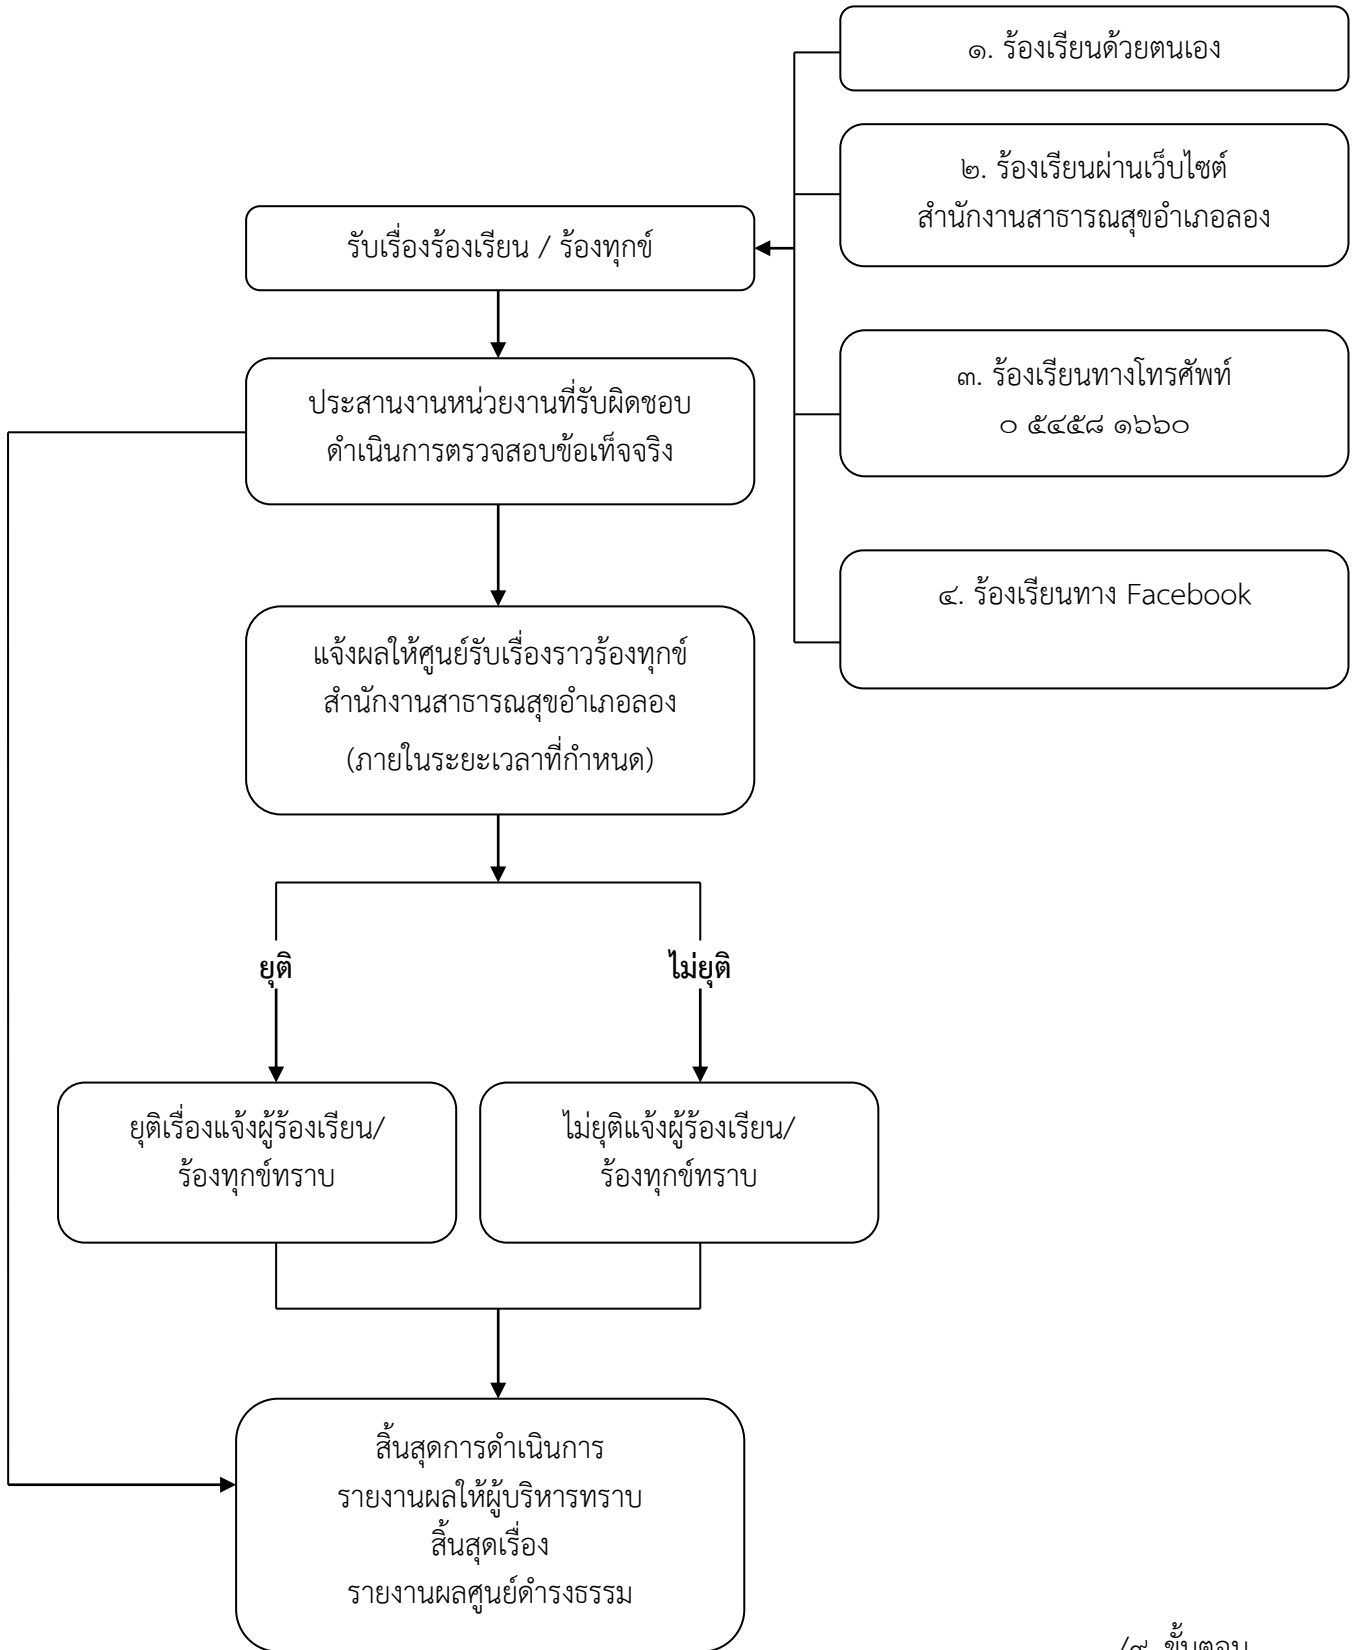 ๑. ร้องเรียนด้วยตนเอง
๒. ร้องเรียนผ่านเว็บไซต์
สำนักงานสาธารณสุขอำเภอลอง
รับเรื่องร้องเรียน / ร้องทุกข์
๓. ร้องเรียนทางโทรศัพท์
๐ ๕๔๕๘ ๑๖๖๐
ประสานงานหน่วยงานที่รับผิดชอบ
ดำเนินการตรวจสอบข้อเท็จจริง
๔. ร้องเรียนทาง Facebook
แจ้งผลให้ศูนย์รับเรื่องราวร้องทุกข์
สำนักงานสาธารณสุขอำเภอลอง
(ภายในระยะเวลาที่กำหนด)
ยุติ
ไม่ยุติ
ยุติเรื่องแจ้งผู้ร้องเรียน/
ร้องทุกข์ทราบ
ไม่ยุติแจ้งผู้ร้องเรียน/
ร้องทุกข์ทราบ
สิ้นสุดการดำเนินการ
รายงานผลให้ผู้บริหารทราบ
สิ้นสุดเรื่อง
รายงานผลศูนย์ดำรงธรรม
/๙. ขั้นตอน